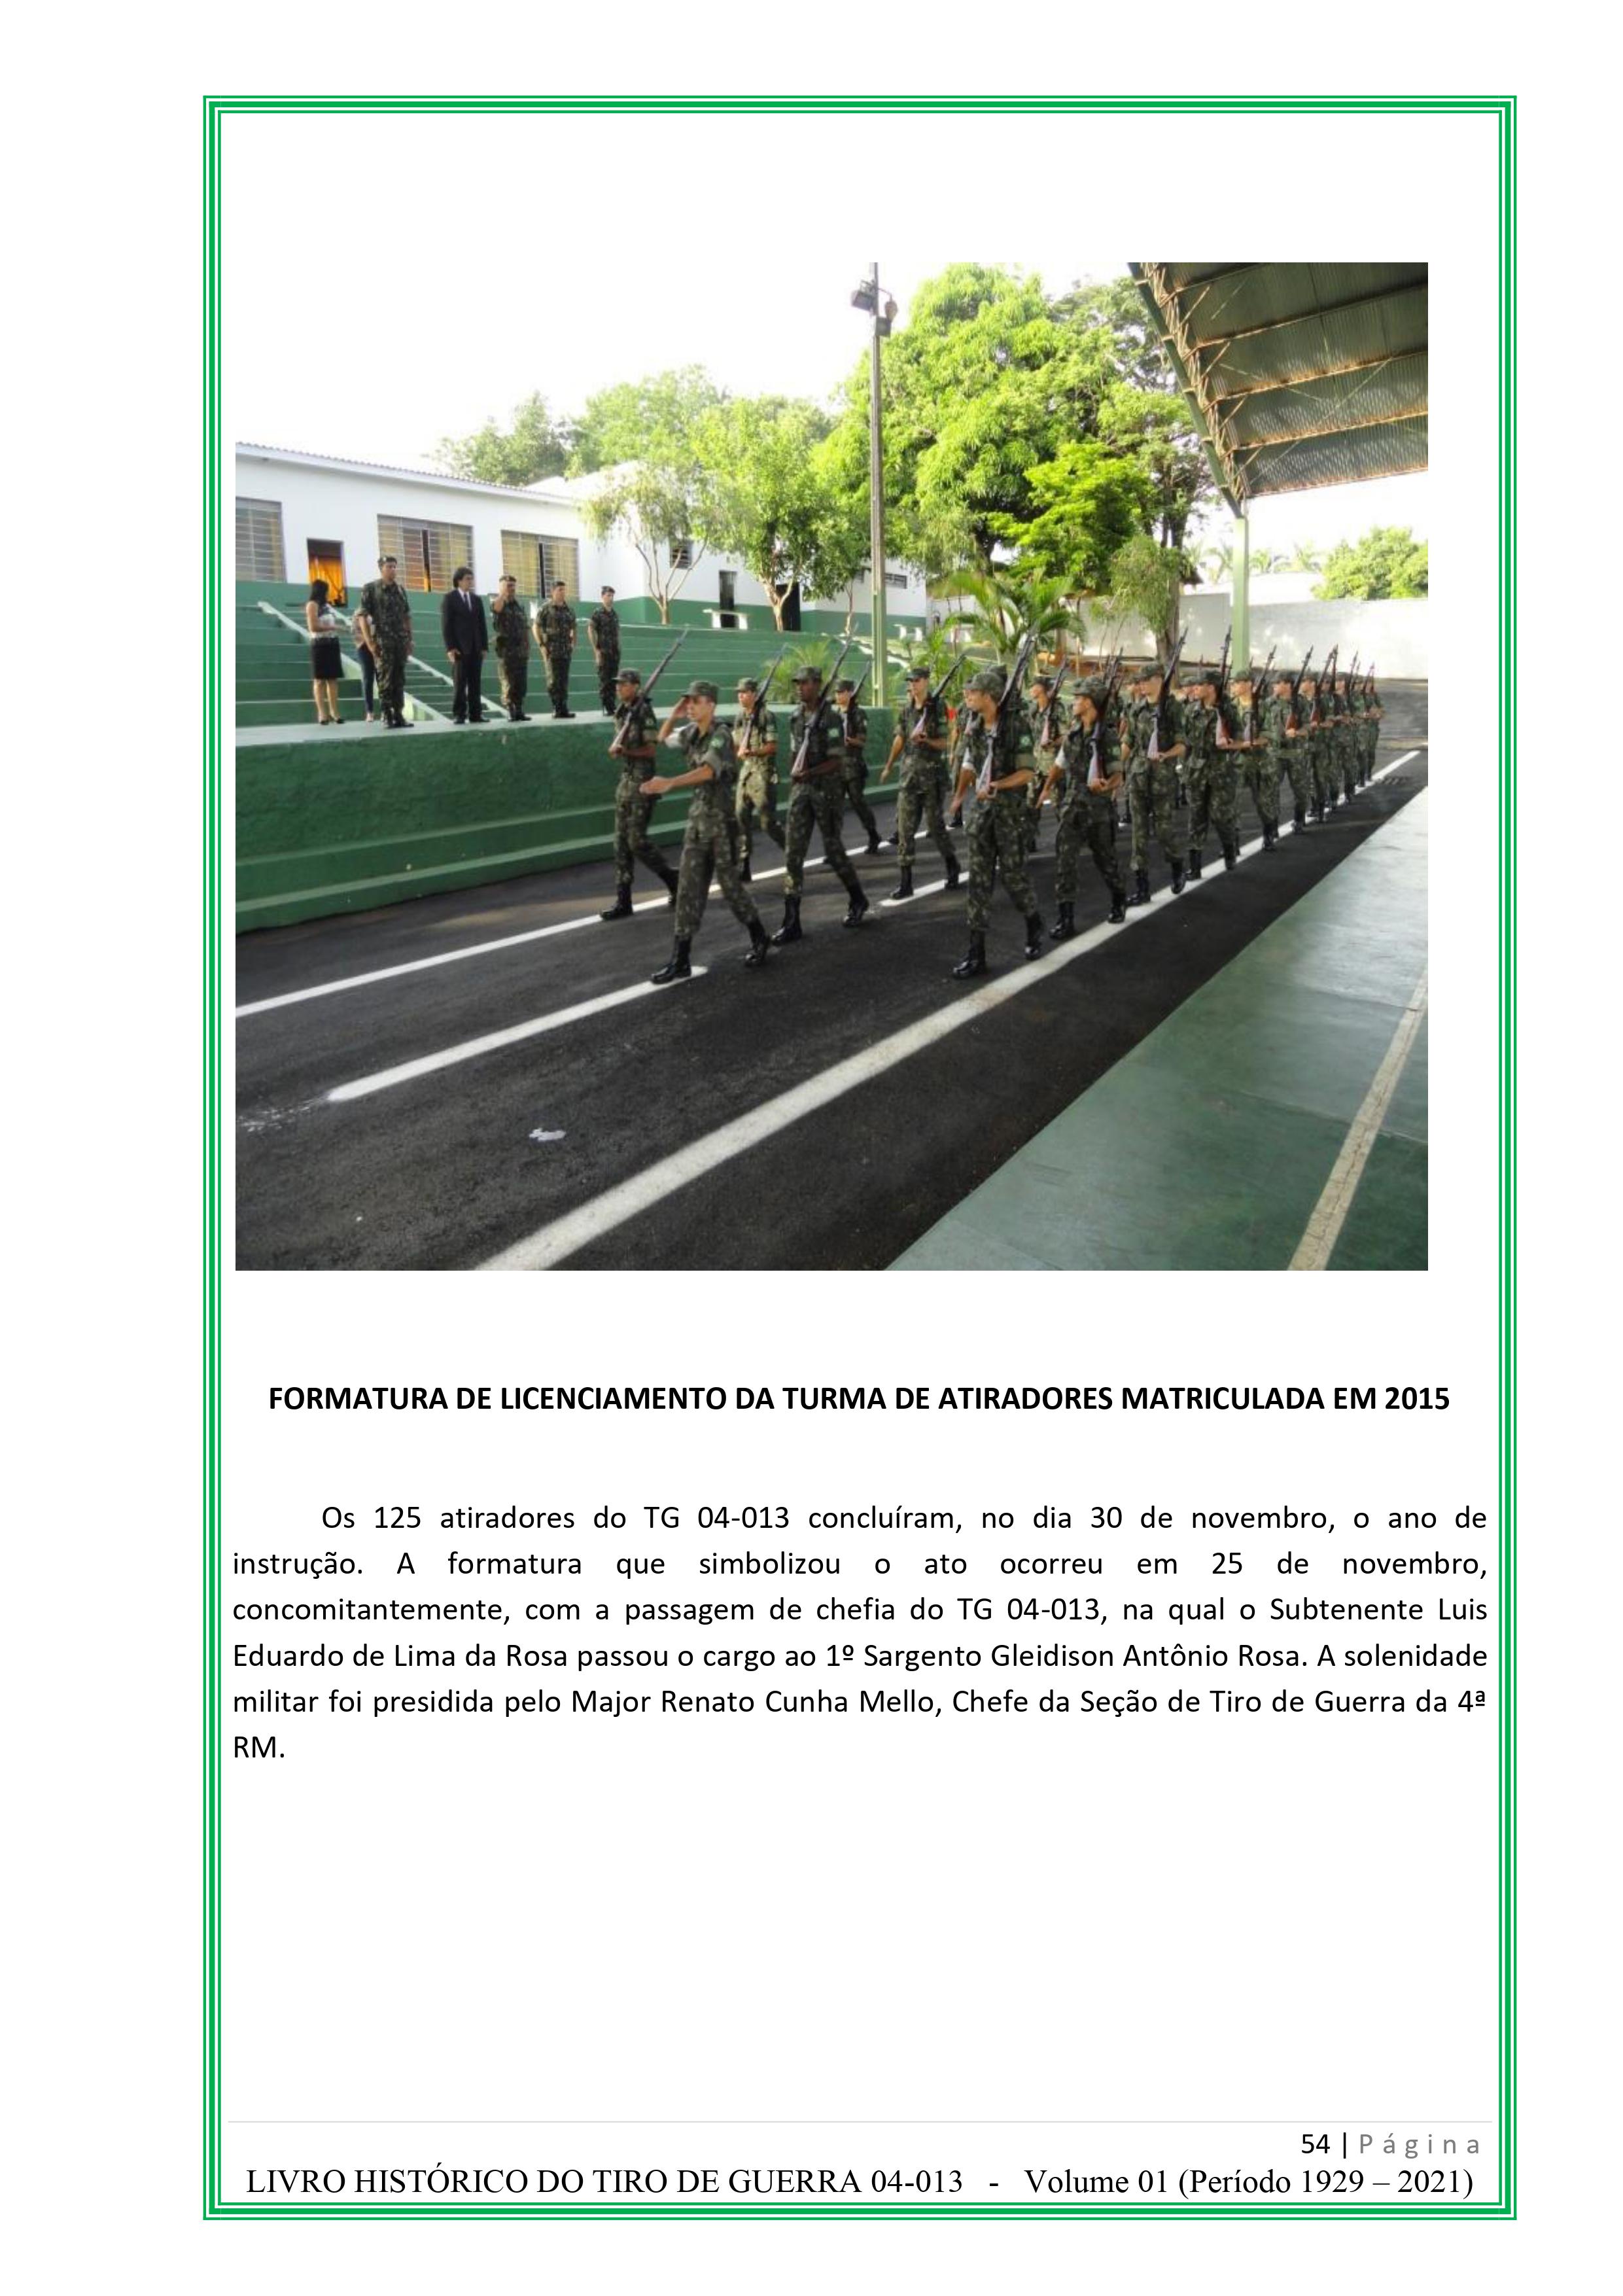 FORMATURA DE LICENCIAMENTO DA TURMA DE ATIRADORES MATRICULADA EM 2015
Os 125 atiradores do TG 04-013 concluíram, no dia 30 de novembro, o ano de
instrução. A formatura que simbolizou o ato ocorreu em 25 de novembro,
concomitantemente, com a passagem de chefia do TG 04-013, na qual o Subtenente Luis
Eduardo de Lima da Rosa passou o cargo ao 1º Sargento Gleidison Antônio Rosa. A solenidade
militar foi presidida pelo Major Renato Cunha Mello, Chefe da Seção de Tiro de Guerra da 4ª
RM.
54 | Página
LIVRO HISTÓRICO DO TIRO DE GUERRA 04-013 - Volume 01 (Período 1929 – 2021)